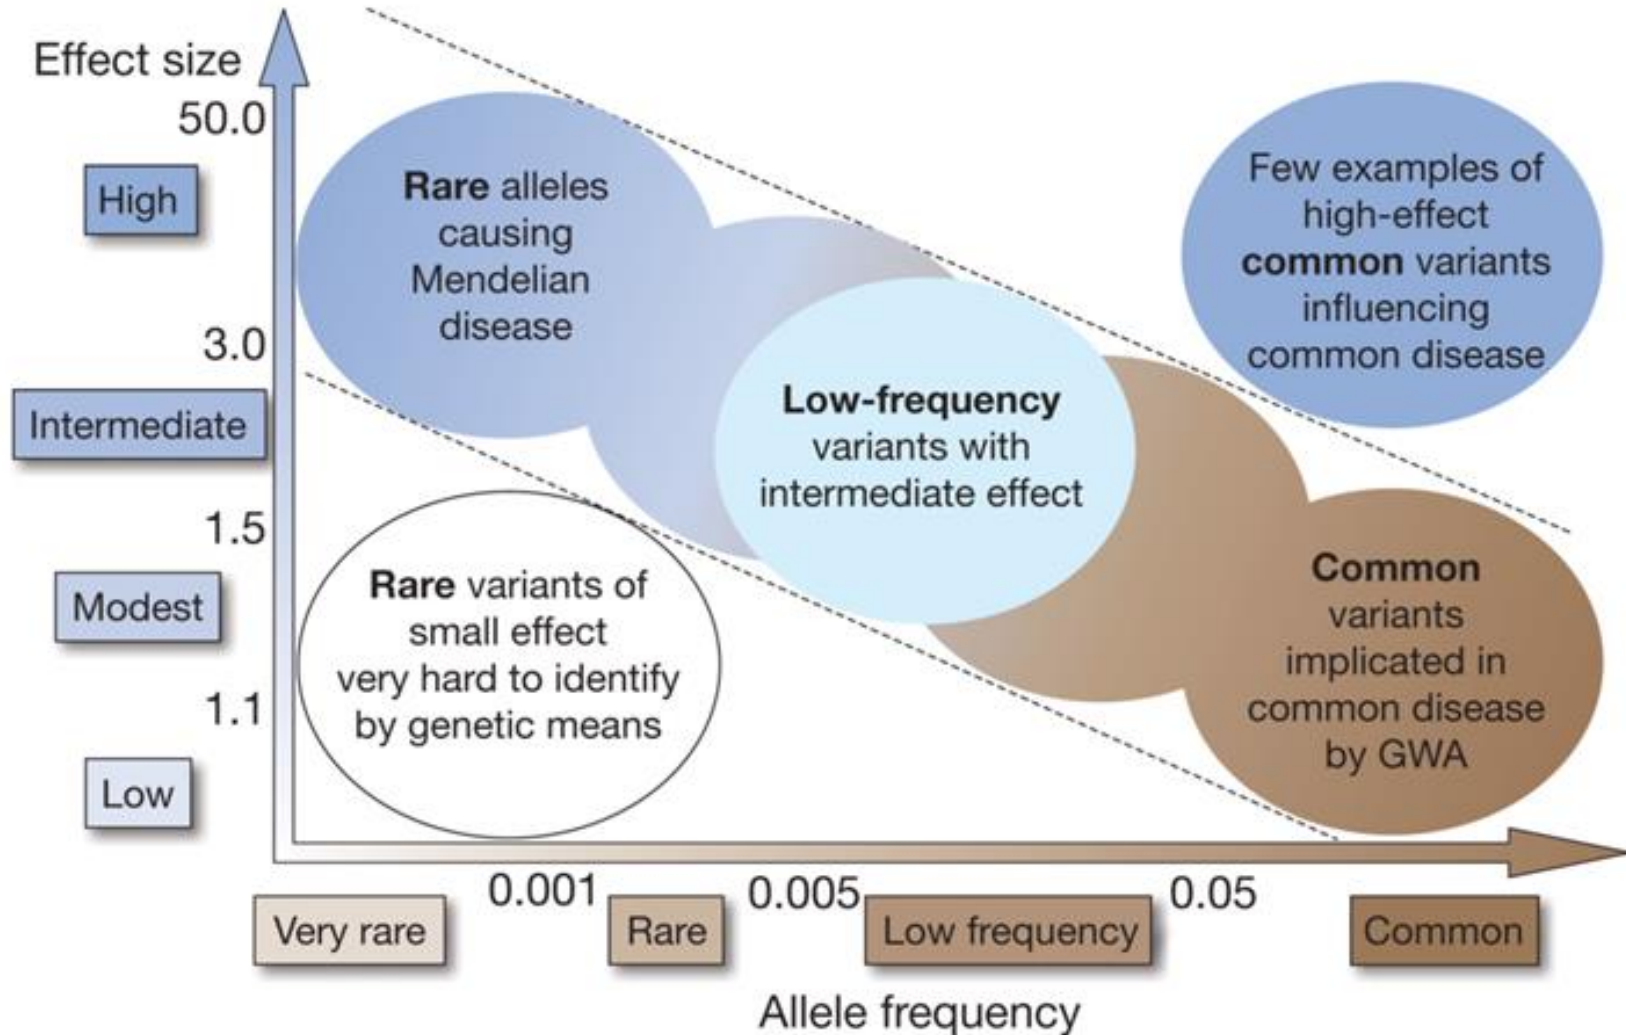 Effect size
50.0
High
3.0
Intermediate
1.5
Modest
1.1
Low
Rare alleles
causing
Mendelian
disease
Few examples of
high-effect
common variants
influencing
common disease
Low-frequency
variants with
intermediate effect
Rare variants of
small effect
very hard to identify
by genetic means
Common
variants
implicated in
common disease
by GWA
0.001
0.005
0.05
Very rare
Rare
Low frequency
Common
Allele frequency